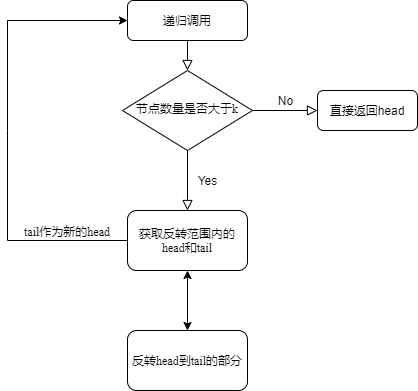 递归调用
节点数量是否大于k
No
直接返回head
Yes
tail作为新的head
获取反转范围内的
head和tail
反转head到tail的部分